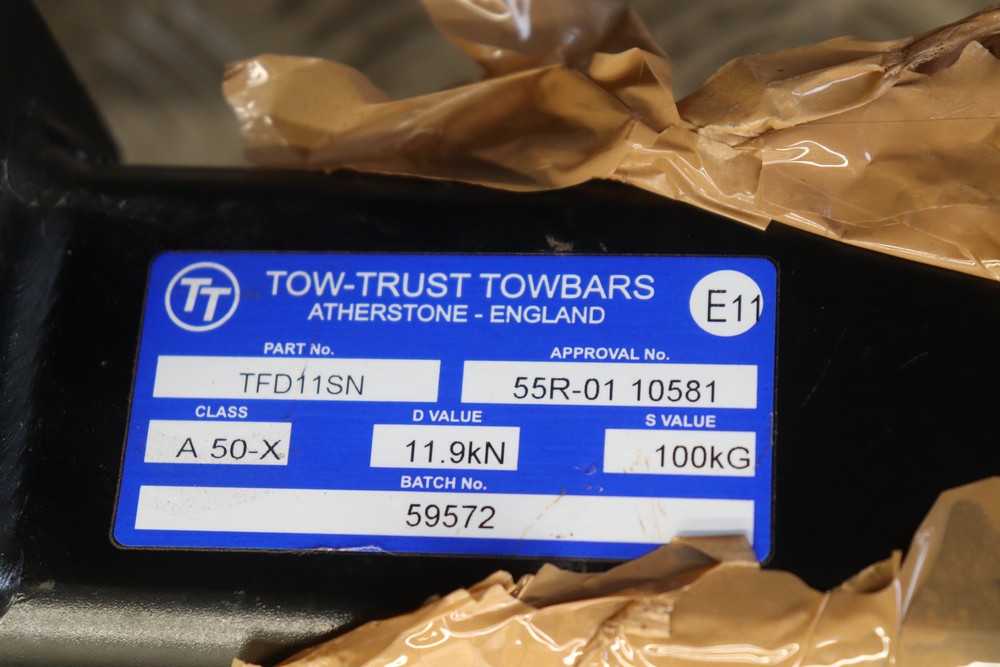 TT TOW-TRUST TOWBARS E11
ATHERSTONE - ENGLAND
PART No. APPROVAL No.
TFD11SN 55R-01 10581
CLASS D VALUE S VALUE
A 50-X 11.9kN 100kG
BATCH No.
59572